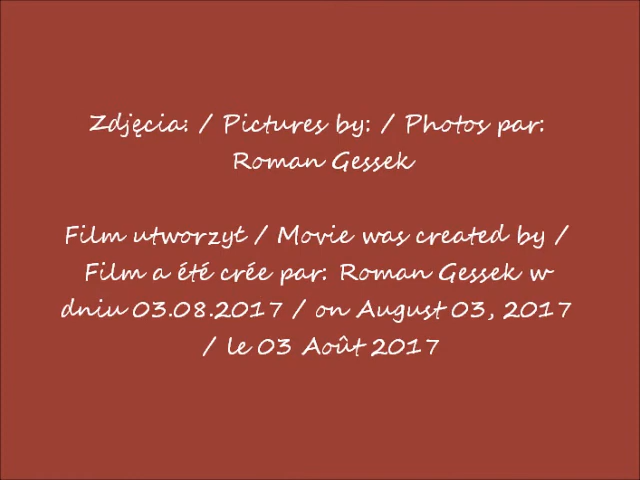 Zdjęcia: / Pictures by: / Photos par:
Roman Gessek
Film utworzyt / Movie was created by /
Film a été crée par: Roman Gessek w
dniu 03.08.2017 / on August 03, 2017
/ le 03 Août 2017